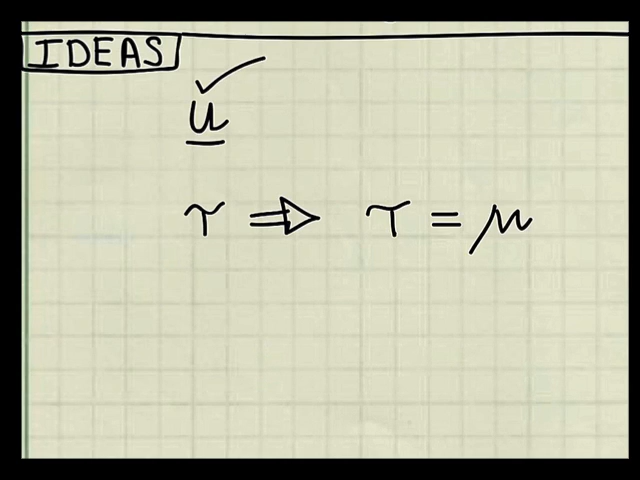 IDEAS
u
τ ⇒ τ = μ